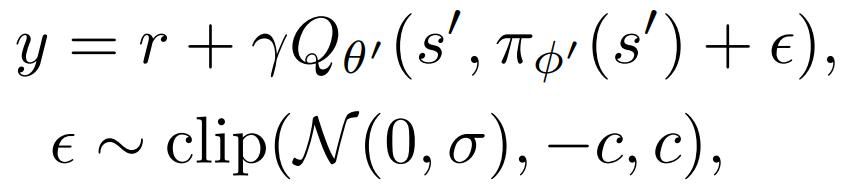 y = r + γQ_{θ′}(s′, π_{ϕ′}(s′) + ϵ),
ϵ ∼ clip(𝒩(0, σ), −c, c),